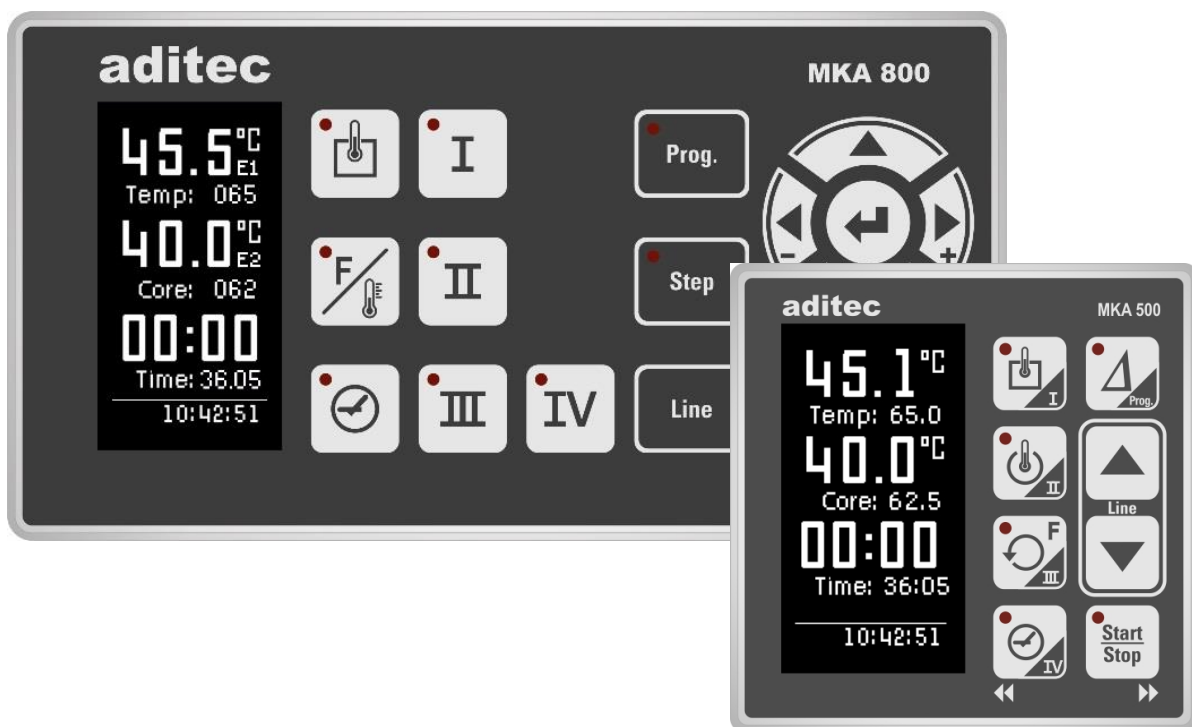 aditec
MKA 800
45.5°C
E1
Temp: 065
40.0°C
E2
Core: 062
00:00
Time: 36.05
10:42:51
I
F
II
III
IV
Prog.
Step
Line
-
+
aditec
MKA 500
45.1°C
Temp: 65.0
40.0°C
Core: 62.5
00:00
Time: 36:05
10:42:51
I
Prog.
II
Line
F
III
IV
Start
Stop